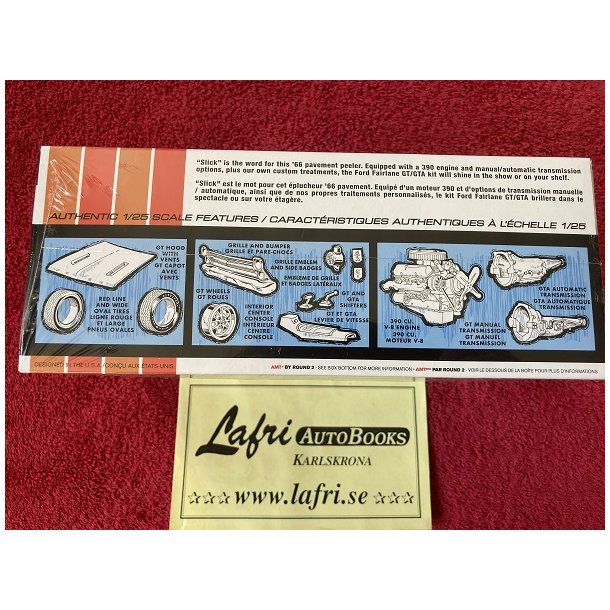 "Slick" is the word for this '66 pavement peeler. Equipped with a 390 engine and manual/automatic transmission
options, plus our own custom treatments, the Ford Fairlane GT/GTA kit will shine in the show or on your shelf.
"Slick" est le mot pour cet éplucheur '66 pavement. Equipé d'un moteur 390 et d'options de transmission manuelle
/ automatique, ainsi que de nos propres traitements personnalisés, le kit Ford Fairlane GT/GTA brillera dans le
spectacle ou sur votre étagère.
AUTHENTIC 1/25 SCALE FEATURES / CARACTÉRISTIQUES AUTHENTIQUES À L'ÉCHELLE 1/25
GT HOOD
WITH
VENTS
GT CAPOT
AVEC
VENTS
RED LINE
AND WIDE
OVAL TIRES
LIGNE ROUGE
ET LARGE
PNEUS OVALES
GRILLE AND BUMPER
GRILLE ET PARE-CHOCS
GRILLE EMBLEM
AND SIDE BADGES
EMBLÈME DE GRILLE
ET BADGES LATÉRAUX
GT WHEELS
GT ROUES
INTERIOR
CENTER
CONSOLE
INTÉRIEUR
CENTRE
CONSOLE
GT AND
GTA
SHIFTERS
GT ET GTA
LEVIER DE VITESSE
390 CU.
V-8 ENGINE
390 CU.
MOTEUR V-8
GTA AUTOMATIC
TRANSMISSION
GTA AUTOMATIQUE
TRANSMISSION
GT MANUAL
TRANSMISSION
GT MANUEL
TRANSMISSION
DESIGNED IN THE U.S.A./CONÇU AUX ÉTATS-UNIS
AMT® BY ROUND 2 • SEE BOX BOTTOM FOR MORE INFORMATION • AMT PAR ROUND 2 • VOIR LE DESSOUS DE LA BOÎTE POUR PLUS D'INFORMATIONS
Lafri AUTOBOOKS
KARLSKRONA
☆☆☆ www.lafri.se ☆☆☆